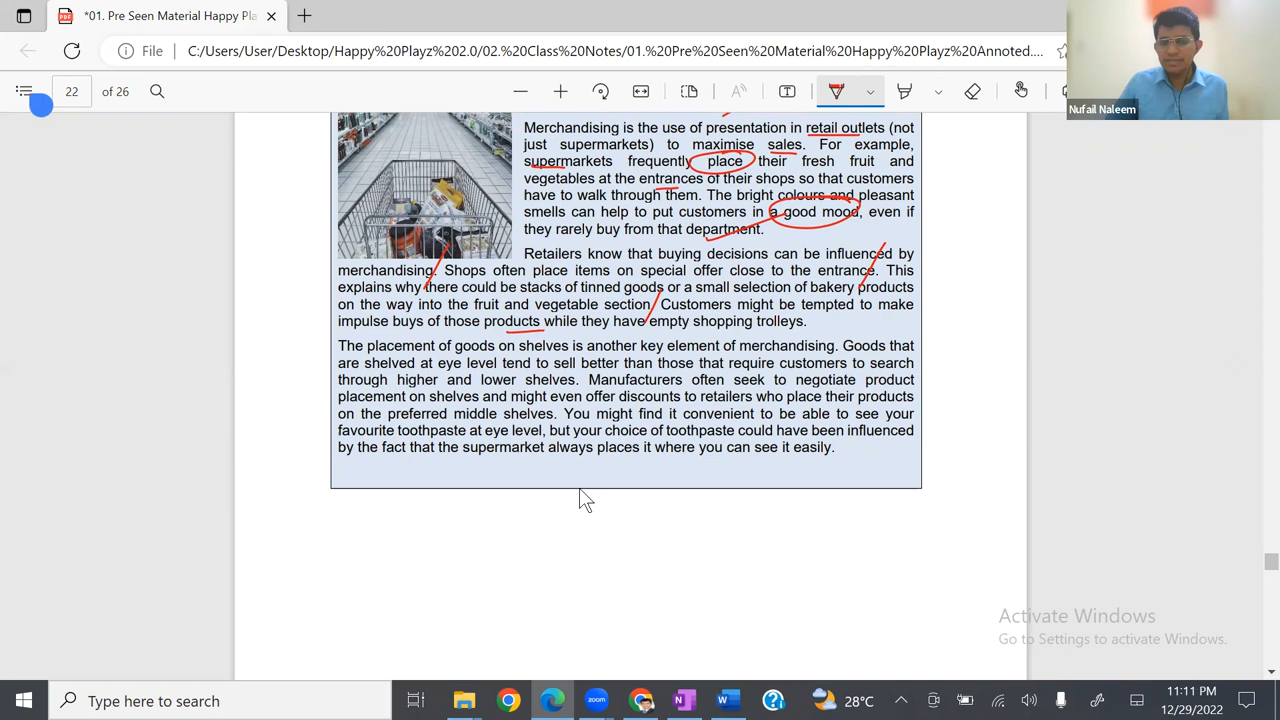 *01. Pre Seen Material Happy Pla
File
C:/Users/User/Desktop/Happy%20Playz%202.0/02.%20Class%20Notes/01.%20Pre%20Seen%20Material%20Happy%20Playz%20Annoted....
22 of 26
Nufail Naleem
Merchandising is the use of presentation in retail outlets (not
just supermarkets) to maximise sales. For example,
supermarkets frequently place their fresh fruit and
vegetables at the entrances of their shops so that customers
have to walk through them. The bright colours and pleasant
smells can help to put customers in a good mood, even if
they rarely buy from that department.
Retailers know that buying decisions can be influenced by
merchandising. Shops often place items on special offer close to the entrance. This
explains why there could be stacks of tinned goods or a small selection of bakery products
on the way into the fruit and vegetable section. Customers might be tempted to make
impulse buys of those products while they have empty shopping trolleys.
The placement of goods on shelves is another key element of merchandising. Goods that
are shelved at eye level tend to sell better than those that require customers to search
through higher and lower shelves. Manufacturers often seek to negotiate product
placement on shelves and might even offer discounts to retailers who place their products
on the preferred middle shelves. You might find it convenient to be able to see your
favourite toothpaste at eye level, but your choice of toothpaste could have been influenced
by the fact that the supermarket always places it where you can see it easily.
Activate Windows
Go to Settings to activate Windows.
Type here to search
28°C
11:11 PM
12/29/2022